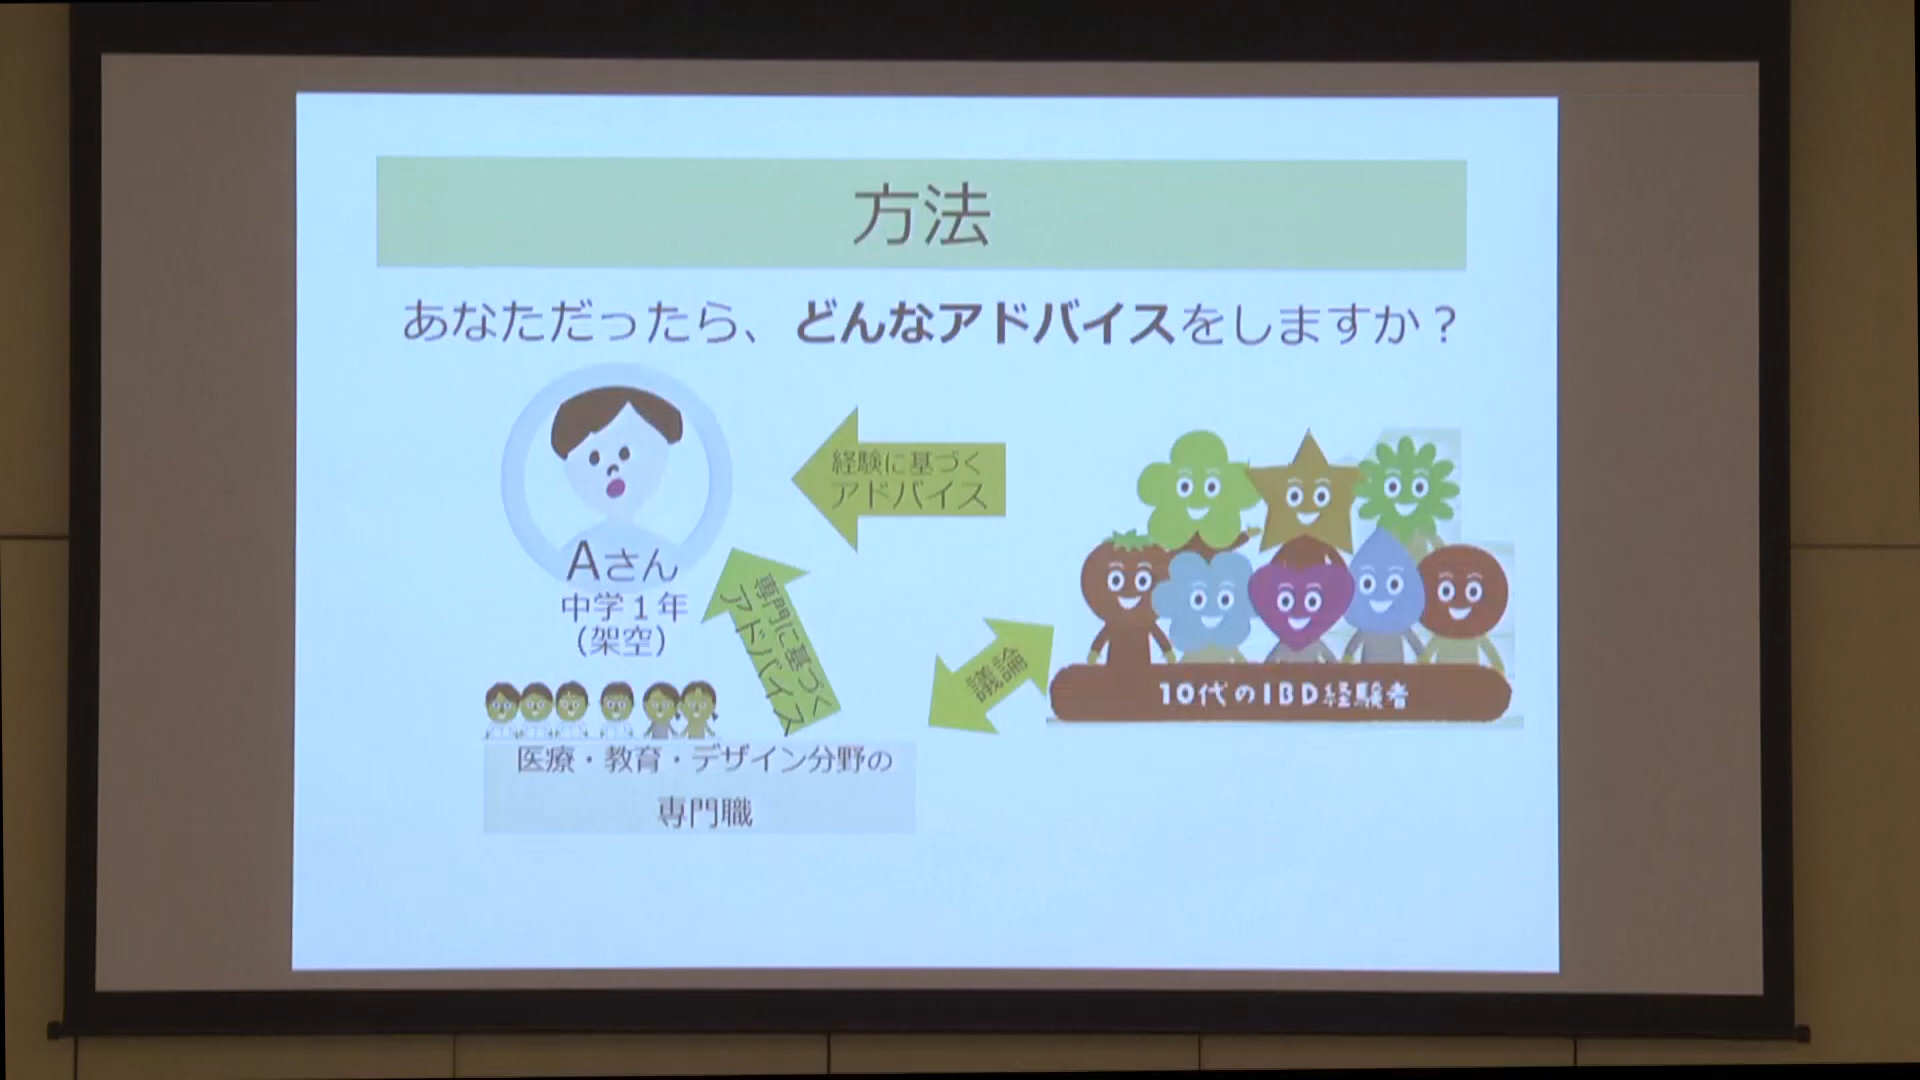 方法
あなただったら、どんなアドバイスをしますか？
経験に基づく
アドバイス
Aさん
中学１年
（架空）
専門に基づく
アドバイス
議論
10代のIBD経験者
医療・教育・デザイン分野の
専門職